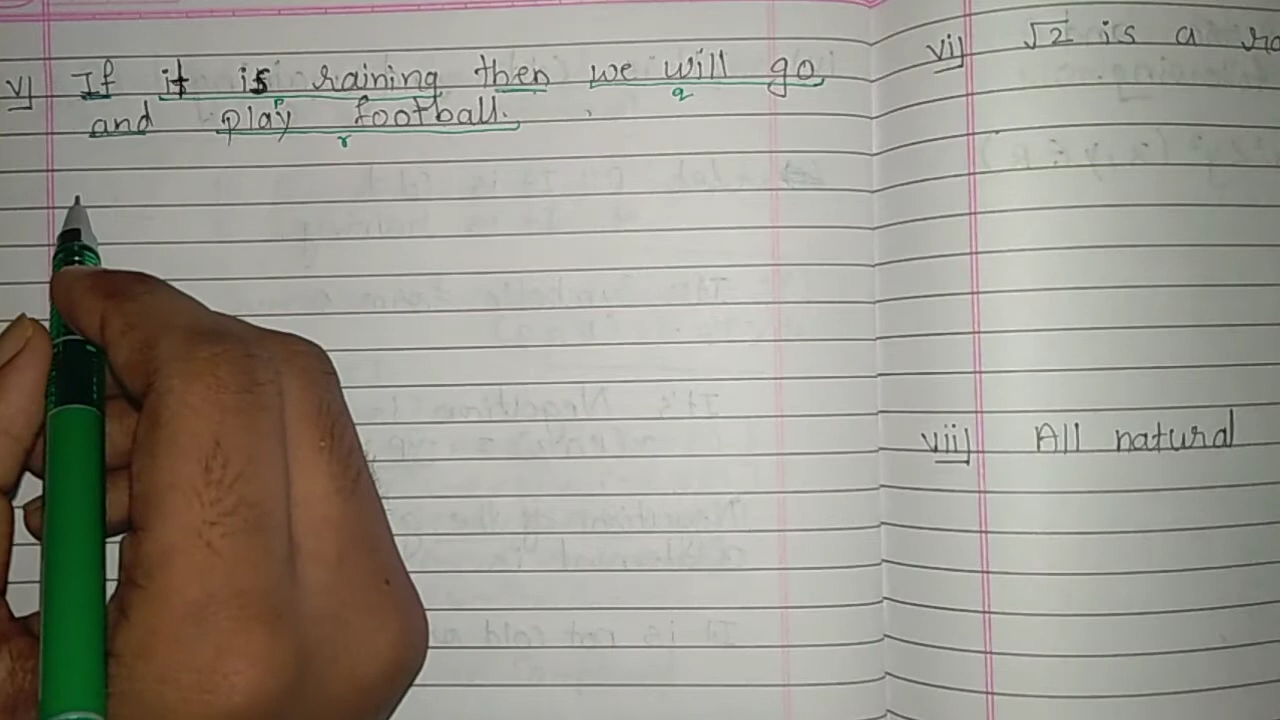 v) If it is raining then we will go
p q
and play football.
r
vi) √2 is a
vii) All natural